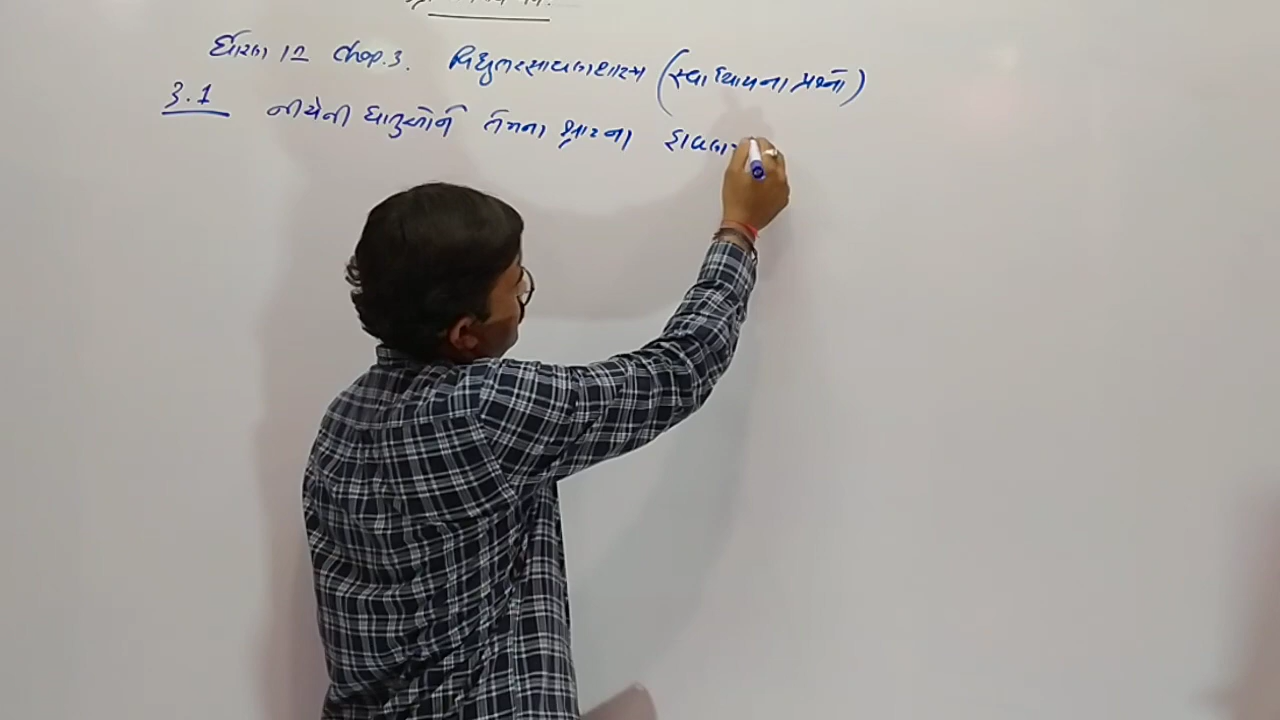 ધોરણ 12 Chap. 3. વિદ્યુતરસાયણશાસ્ત્ર (સ્વાધ્યાયના પ્રશ્નો)
3.1 નીચેની ધાતુઓને તેમના ક્ષારના દ્રાવણ